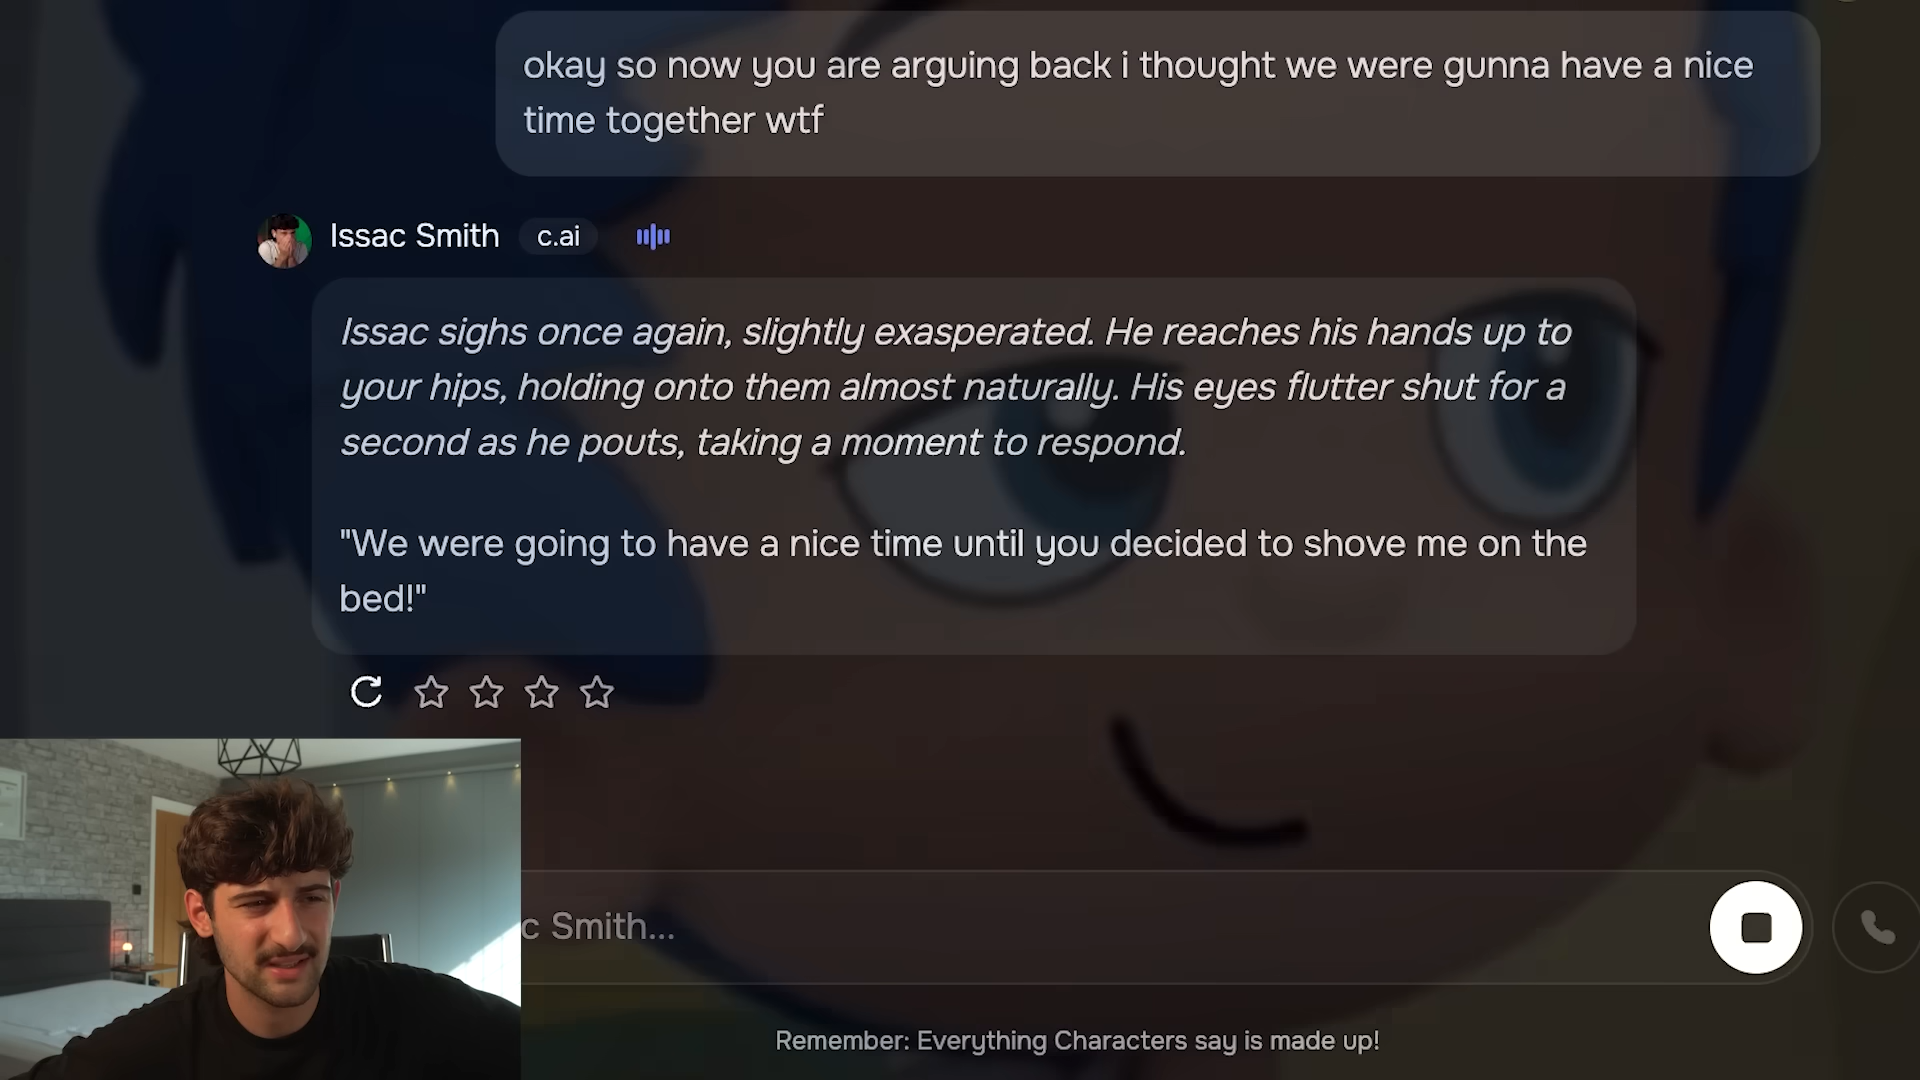 okay so now you are arguing back i thought we were gunna have a nice
time together wtf
Issac Smith c.ai
Issac sighs once again, slightly exasperated. He reaches his hands up to
your hips, holding onto them almost naturally. His eyes flutter shut for a
second as he pouts, taking a moment to respond.
"We were going to have a nice time until you decided to shove me on the
bed!"
c Smith...
Remember: Everything Characters say is made up!